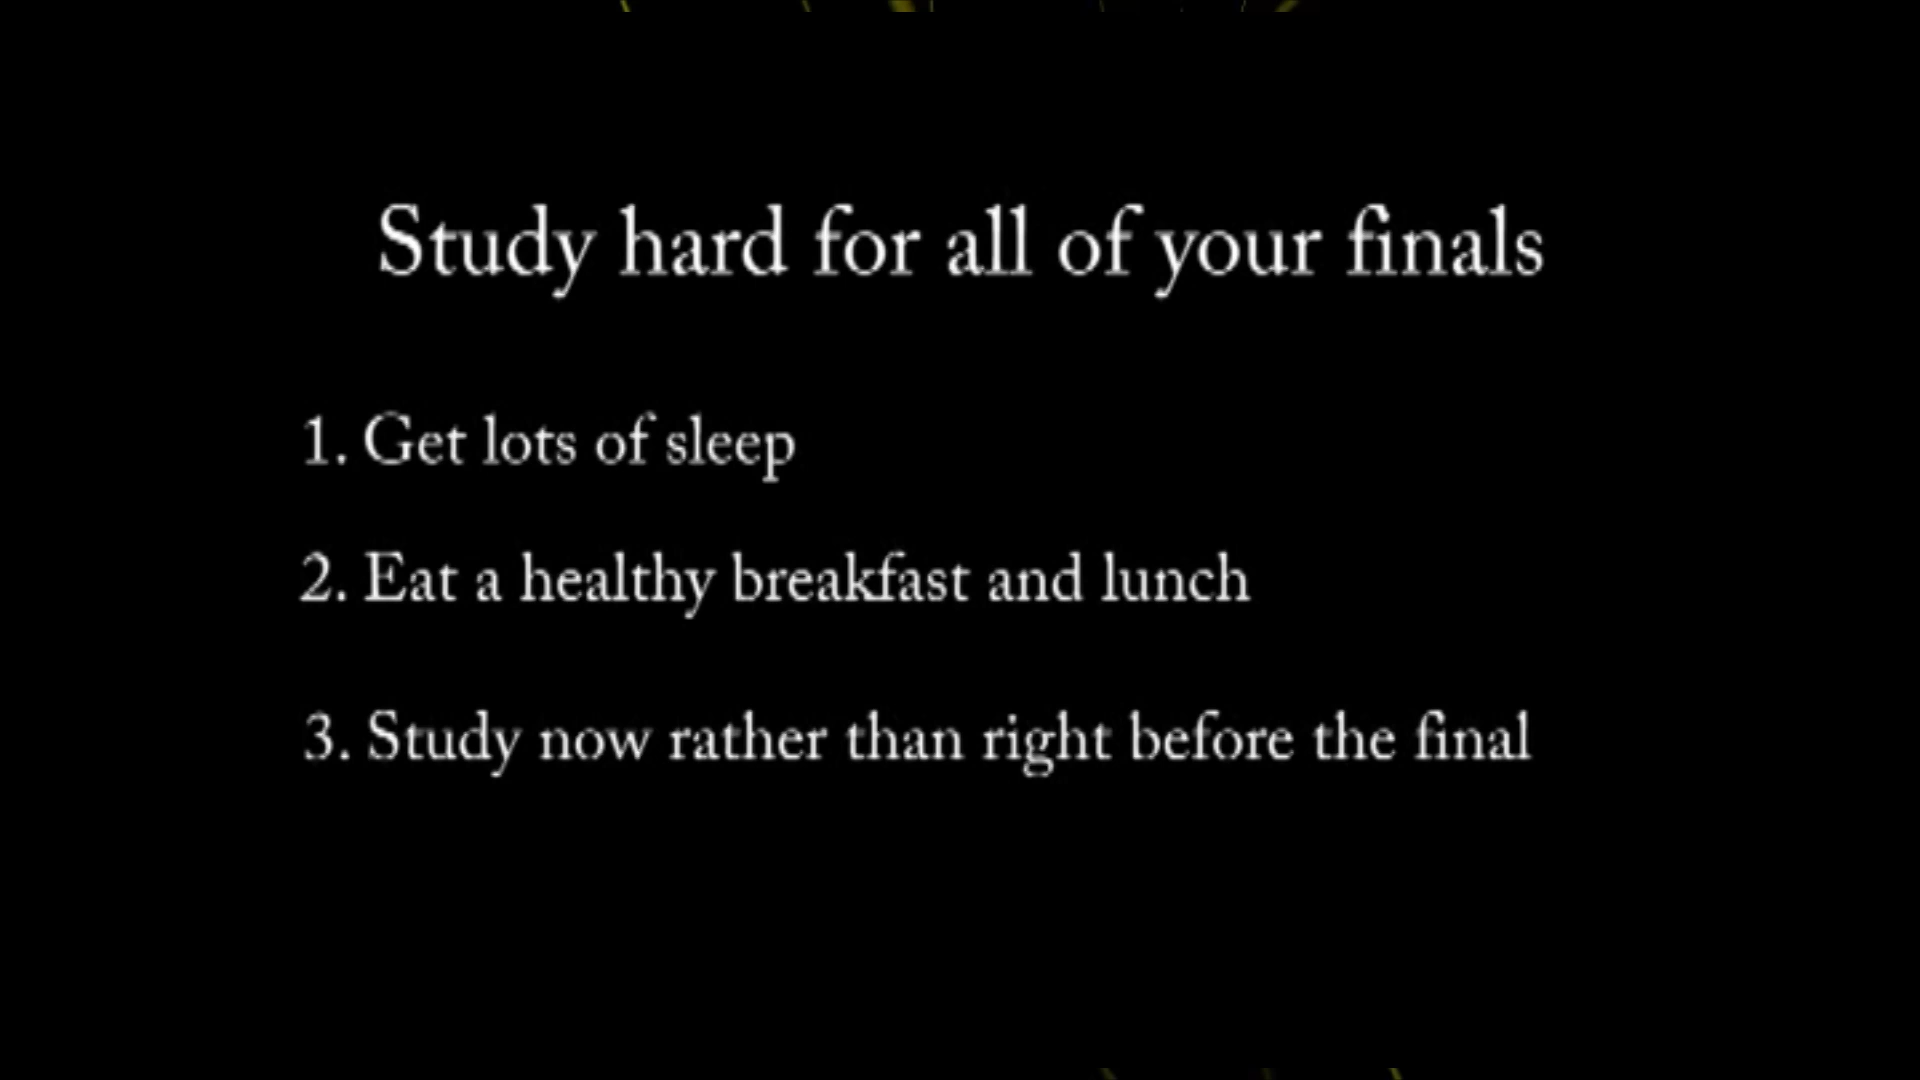 Study hard for all of your finals
1. Get lots of sleep
2. Eat a healthy breakfast and lunch
3. Study now rather than right before the final